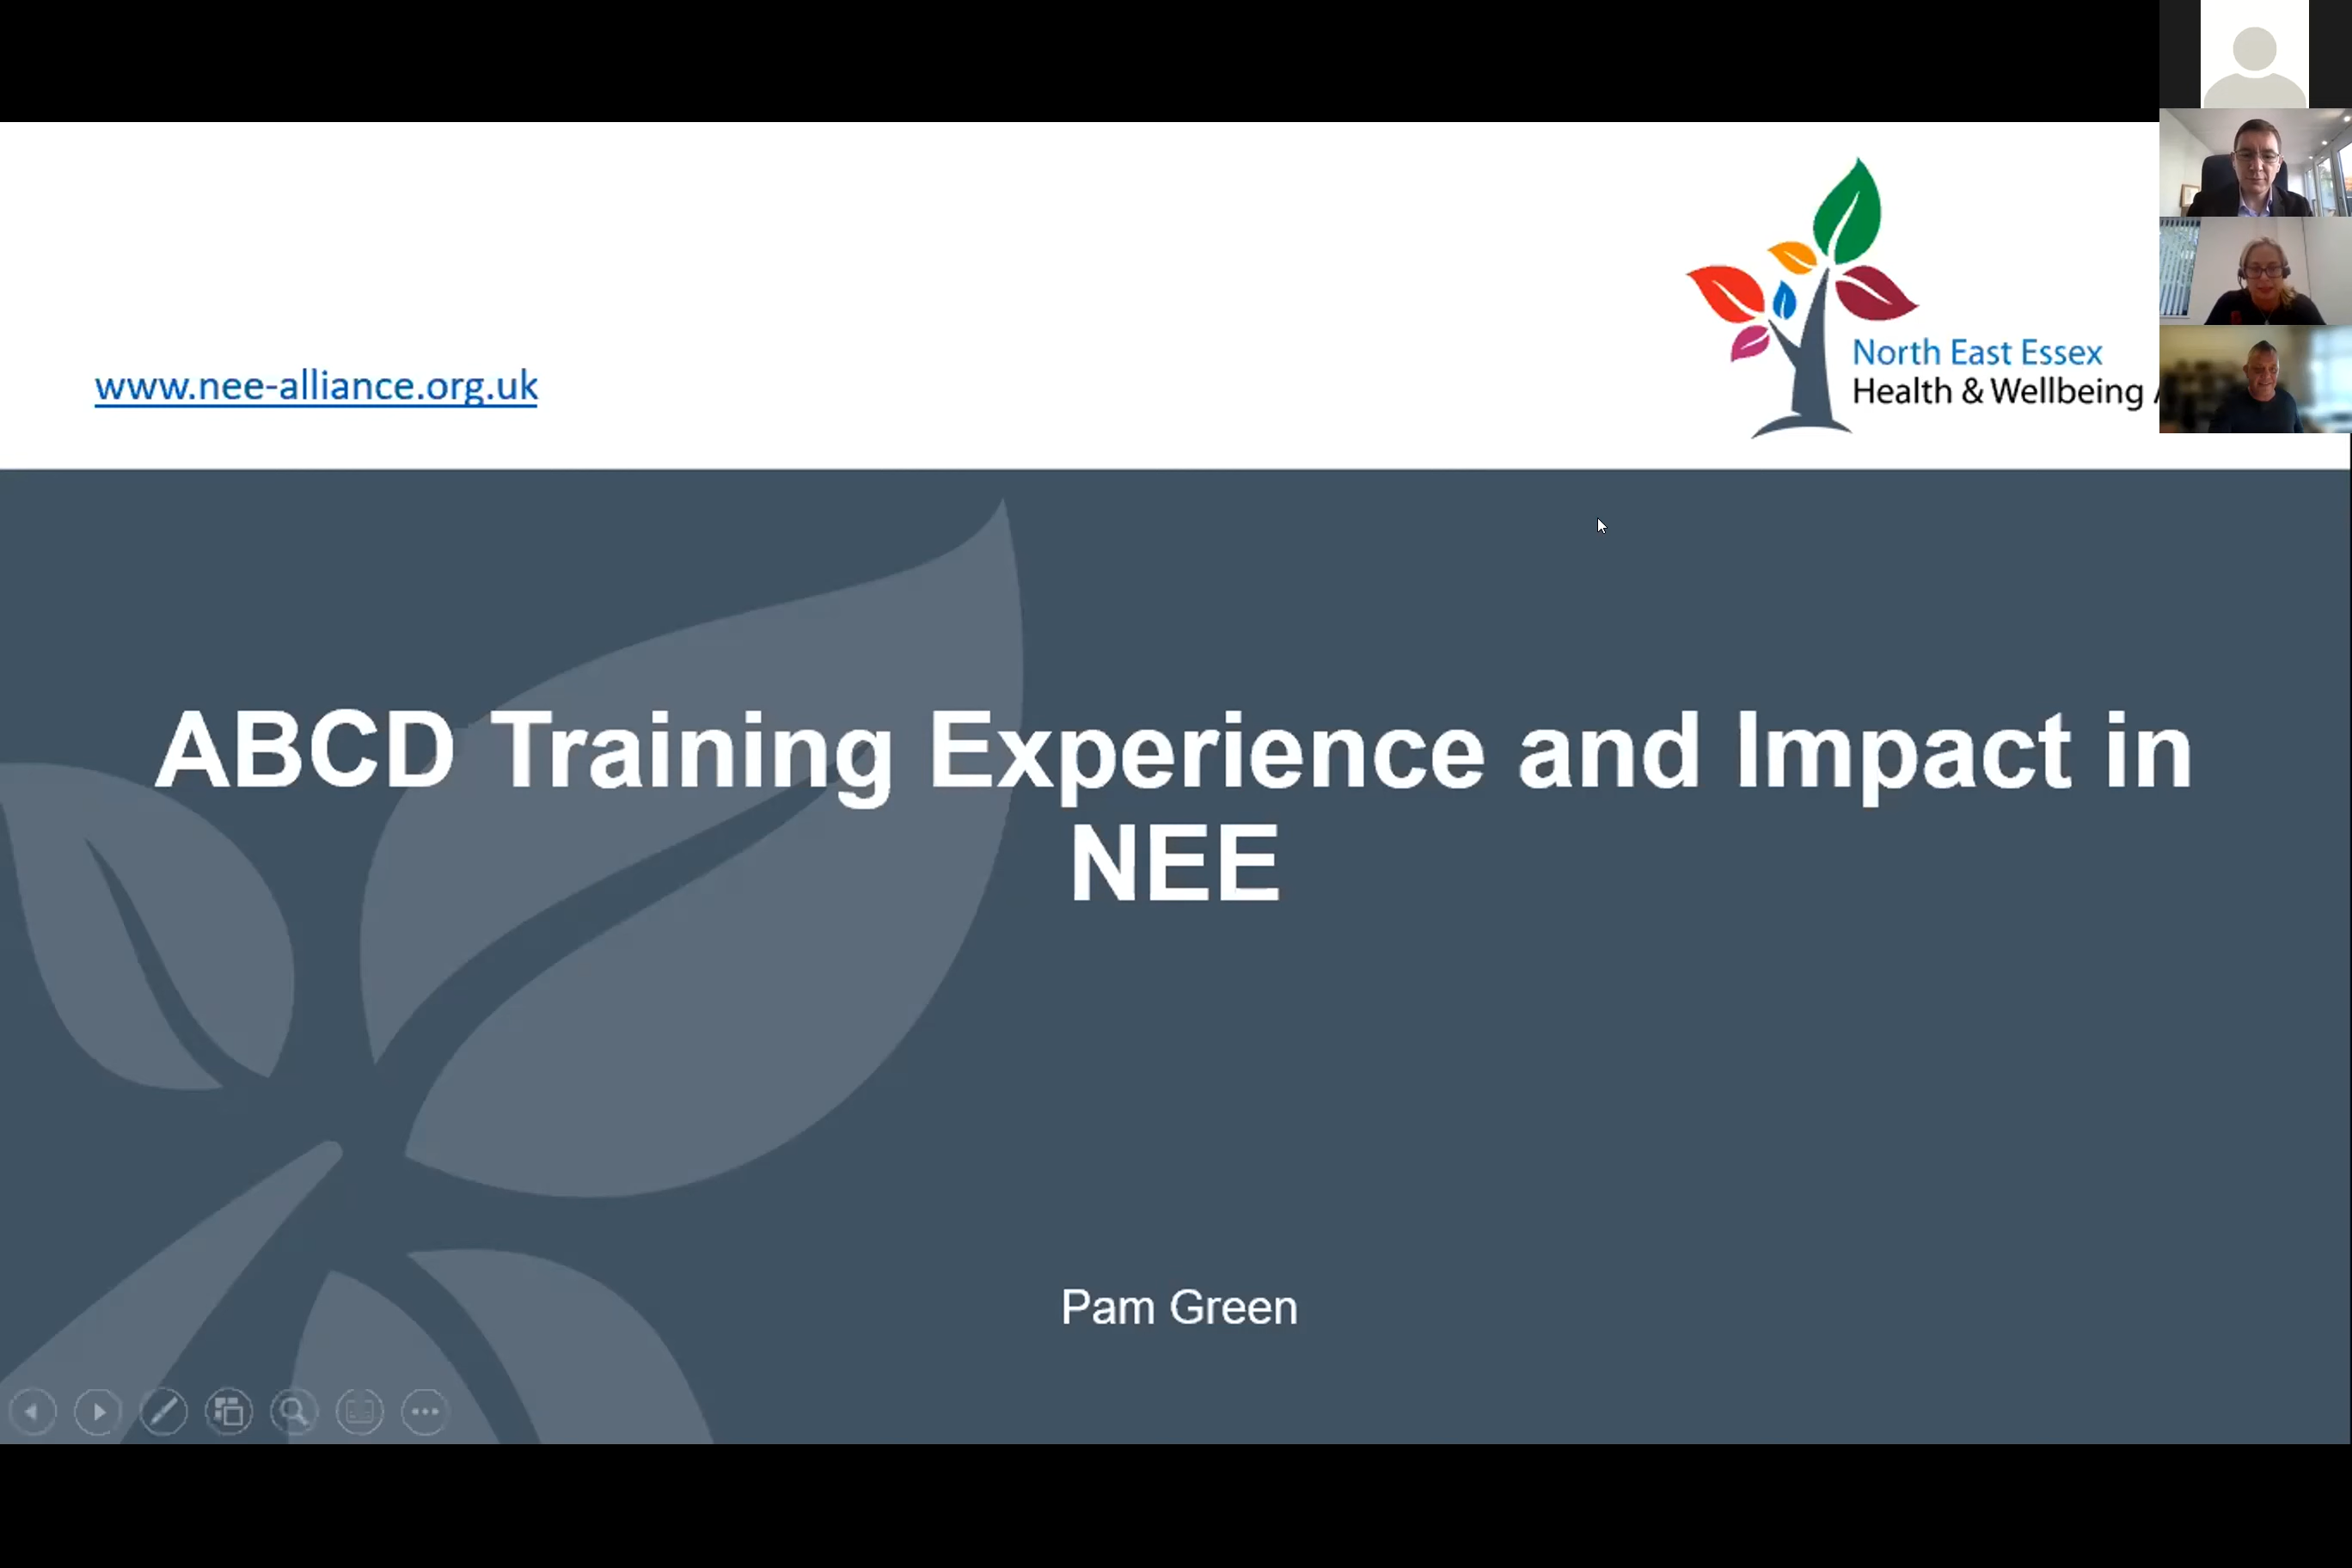 www.nee-alliance.org.uk
North East Essex
Health & Wellbeing
ABCD Training Experience and Impact in
NEE
Pam Green